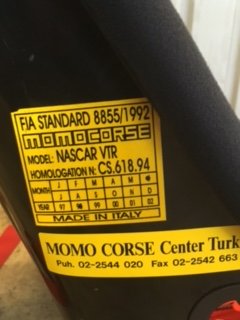 FIA STANDARD 8855/1992
MOMOCORSE
MODEL: NASCAR VTR
HOMOLOGATION N: CS.618.94
MONTH J F M A M J
J A S O N D
YEAR 97 98 99 00 01 02
MADE IN ITALY
MOMO CORSE Center Turk
Puh. 02-2544 020 Fax 02-2542 663